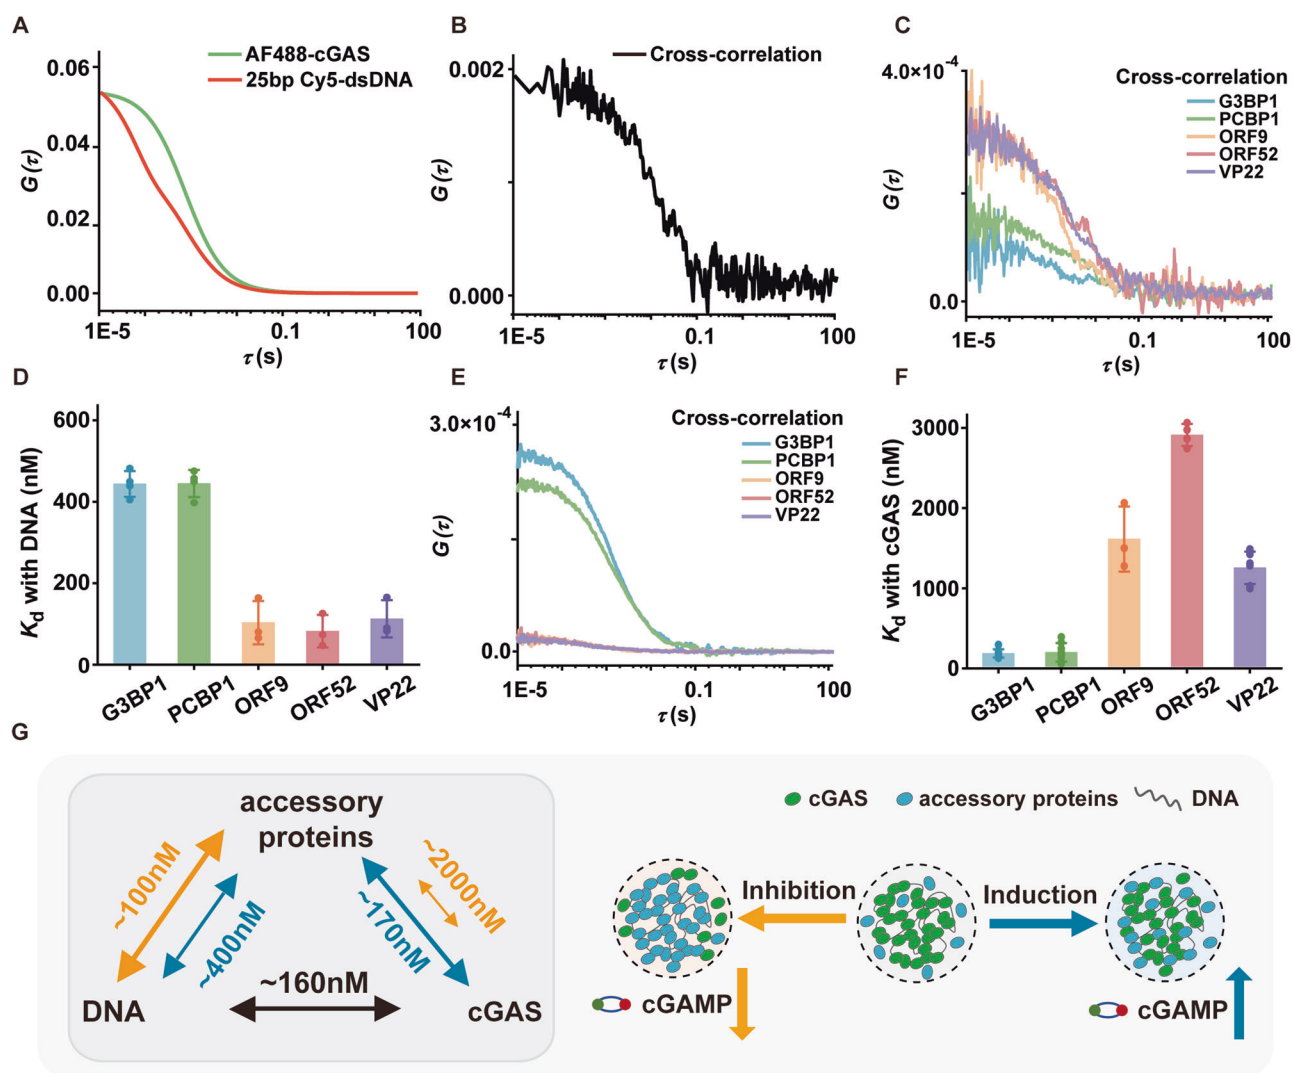 A
AF488-cGAS
25bp Cy5-dsDNA
0.06
0.04
0.02
0.00
G(τ)
1E-5
0.1
100
τ (s)
B
Cross-correlation
0.002
0.000
G(τ)
1E-5
0.1
100
τ (s)
C
4.0×10⁻⁴
Cross-correlation
G3BP1
PCBP1
ORF9
ORF52
VP22
0.0
G(τ)
1E-5
0.1
100
τ (s)
D
600
400
200
0
Kd with DNA (nM)
G3BP1
PCBP1
ORF9
ORF52
VP22
E
3.0×10⁻⁴
Cross-correlation
G3BP1
PCBP1
ORF9
ORF52
VP22
0.0
G(τ)
1E-5
0.1
100
τ (s)
F
3000
2000
1000
0
Kd with cGAS (nM)
G3BP1
PCBP1
ORF9
ORF52
VP22
G
accessory
proteins
~100nM
~400nM
~170nM
~2000nM
~160nM
DNA
cGAS
cGAS
accessory proteins
DNA
Inhibition
Induction
cGAMP
cGAMP